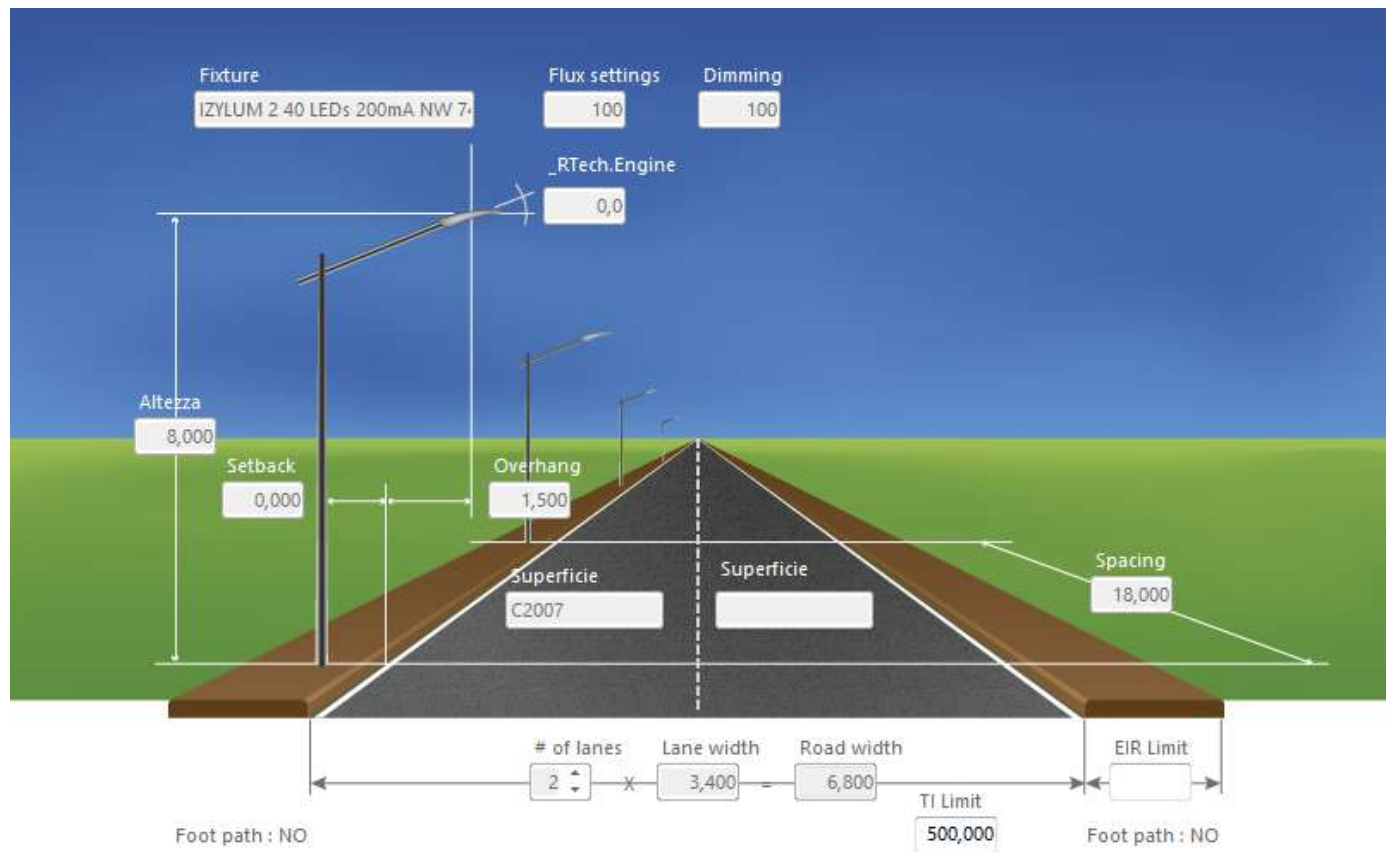 Fixture Flux settings Dimming
IZYLUM 2 40 LEDs 200mA NW 74 100 100
_RTech.Engine
0,0
Altezza
8,000
Setback Overhang
0,000 1,500
Spacing
18,000
Superficie Superficie
C2007
# of lanes Lane width Road width EIR Limit
2 X 3,400 = 6,800
TI Limit
500,000
Foot path : NO Foot path : NO